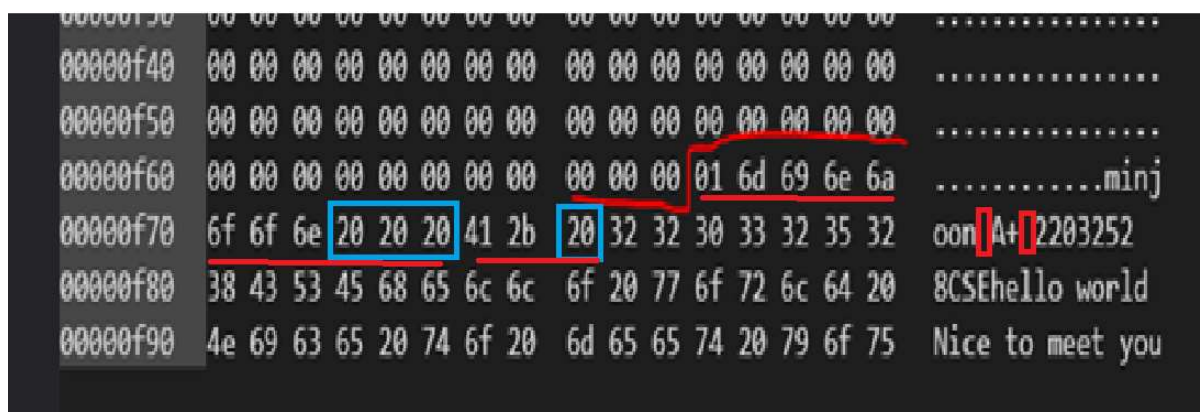 00000f30 00 00 00 00 00 00 00 00 00 00 00 00 00 00 00 00 ................
00000f40 00 00 00 00 00 00 00 00 00 00 00 00 00 00 00 00 ................
00000f50 00 00 00 00 00 00 00 00 00 00 00 00 00 00 00 00 ................
00000f60 00 00 00 00 00 00 00 00 00 00 00 01 6d 69 6e 6a ............minj
00000f70 6f 6f 6e 20 20 20 41 2b 20 32 32 30 33 32 35 32 oon A+ 2203252
00000f80 38 43 53 45 68 65 6c 6c 6f 20 77 6f 72 6c 64 20 8CSEhello world
00000f90 4e 69 63 65 20 74 6f 20 6d 65 65 74 20 79 6f 75 Nice to meet you